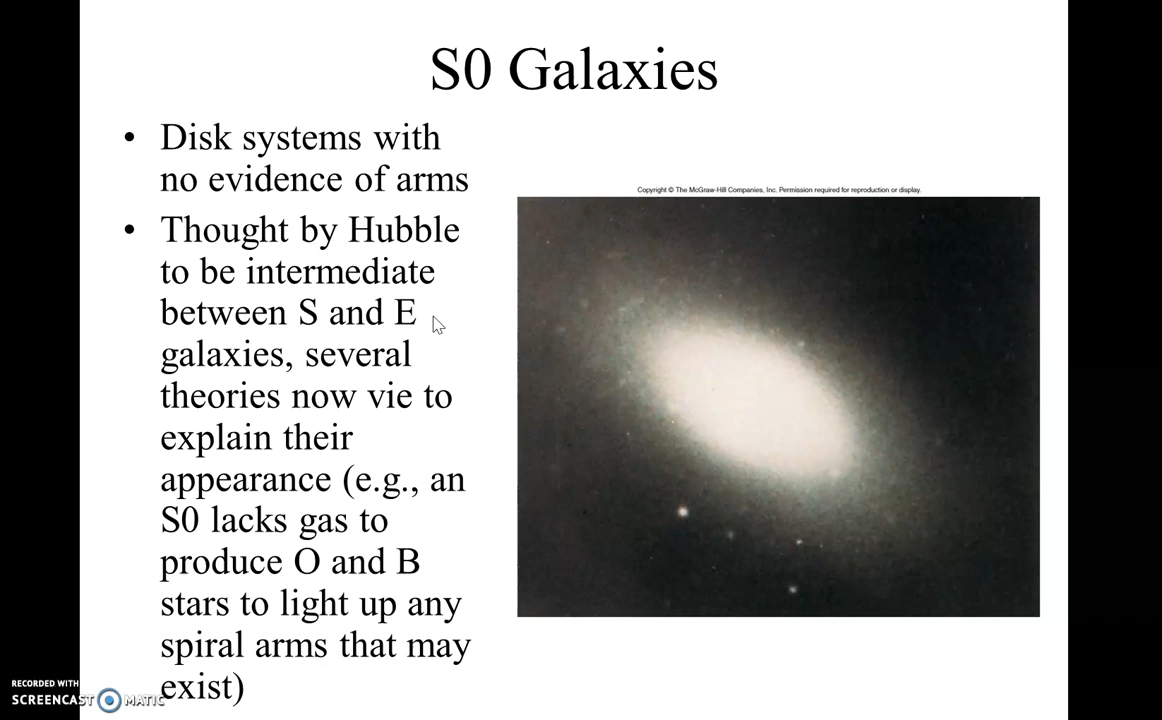 S0 Galaxies
• Disk systems with
no evidence of arms
• Thought by Hubble
to be intermediate
between S and E
galaxies, several
theories now vie to
explain their
appearance (e.g., an
S0 lacks gas to
produce O and B
stars to light up any
spiral arms that may
exist)
Copyright © The McGraw-Hill Companies, Inc. Permission required for reproduction or display.
RECORDED WITH
SCREENCAST MATIC